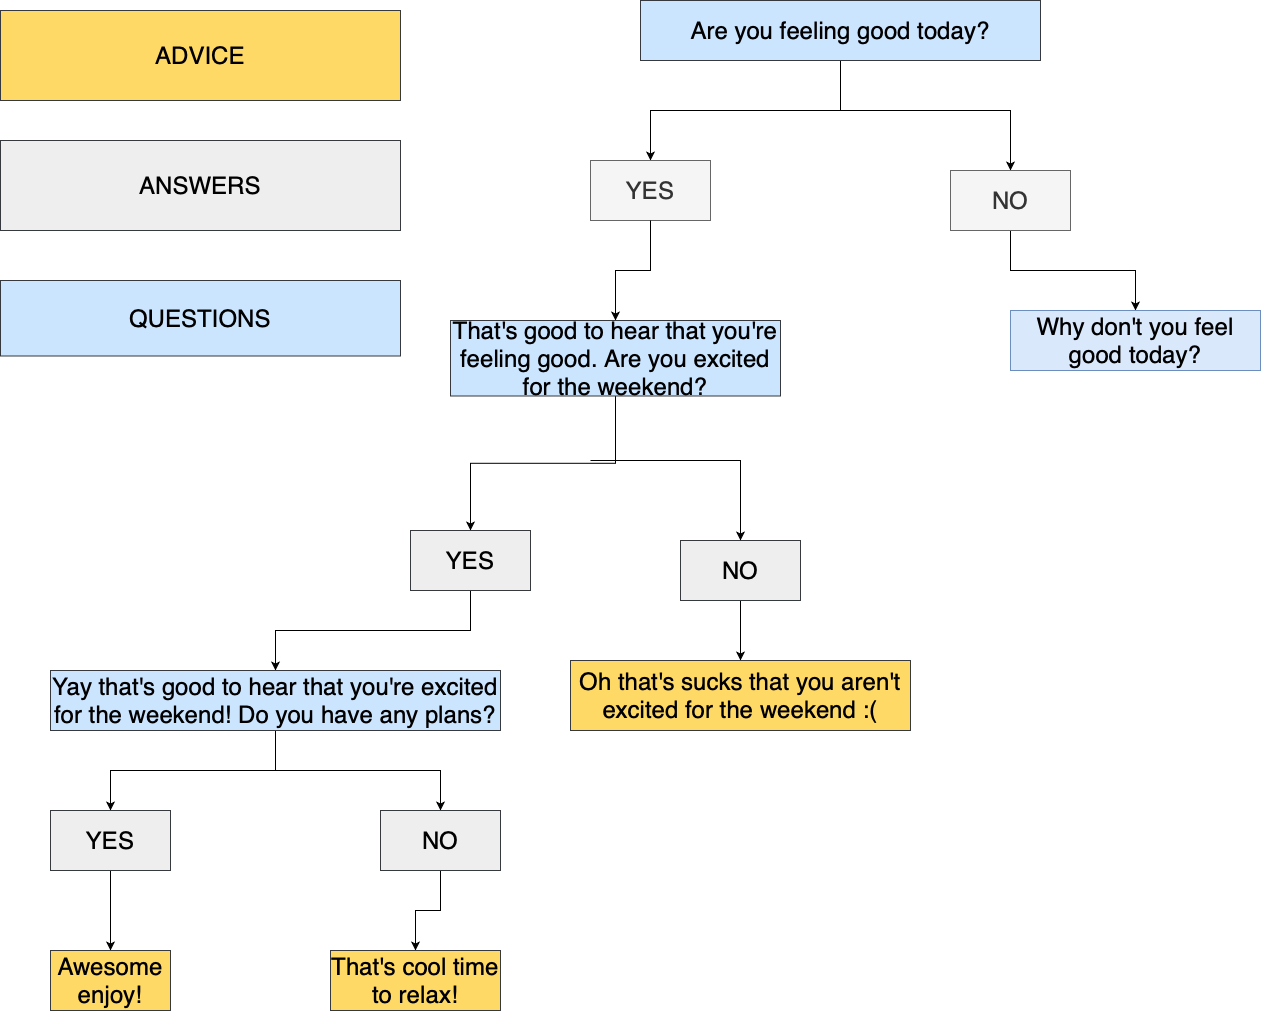 ADVICE
ANSWERS
QUESTIONS
Are you feeling good today?
YES
NO
That's good to hear that you're
feeling good. Are you excited
for the weekend?
Why don't you feel
good today?
YES
NO
Yay that's good to hear that you're excited
for the weekend! Do you have any plans?
Oh that's sucks that you aren't
excited for the weekend :(
YES
NO
Awesome
enjoy!
That's cool time
to relax!